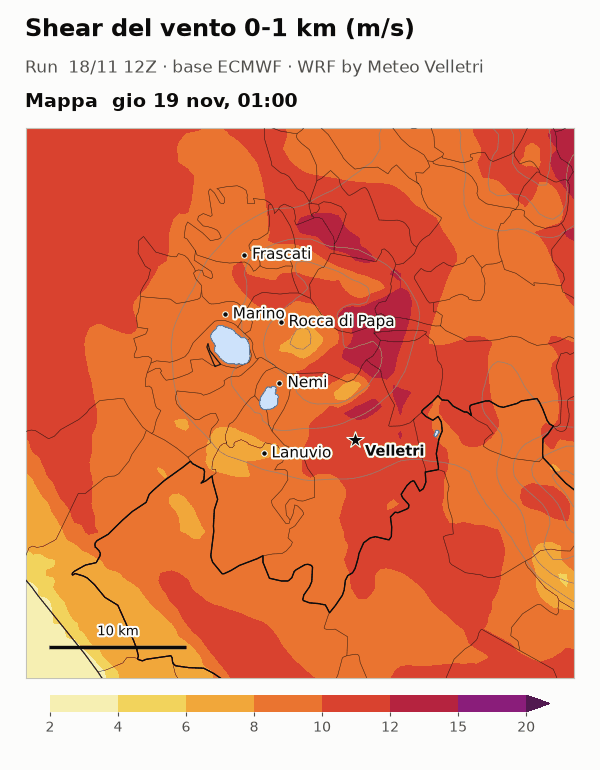 Shear del vento 0-1 km (m/s)
Run  18/11 12Z · base ECMWF · WRF by Meteo Velletri
Mappa  gio 19 nov, 01:00
Frascati
Marino
Rocca di Papa
Nemi
Velletri
Lanuvio
10 km
2 4 6 8 10 12 15 20